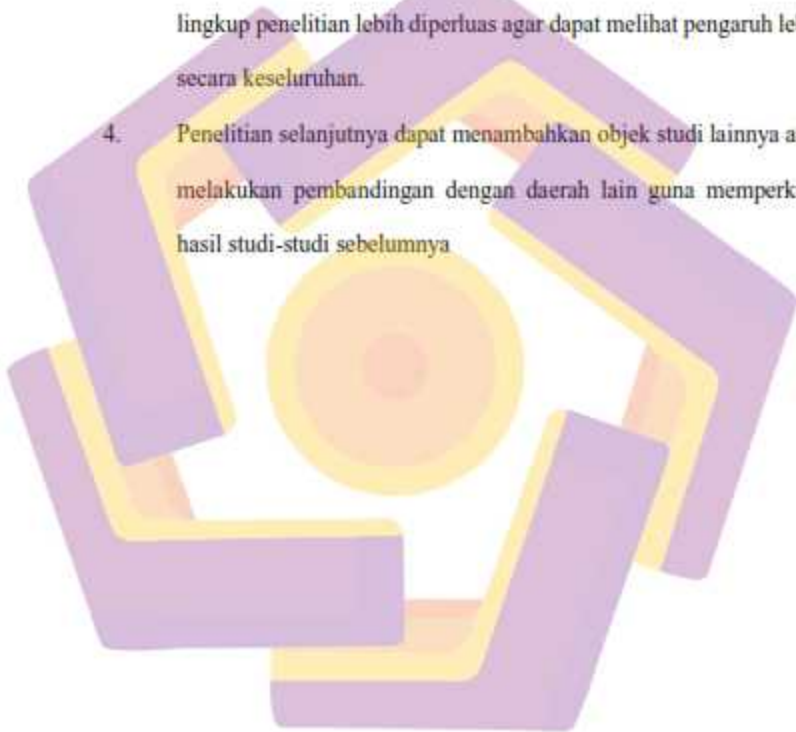 lingkup penelitian lebih diperluas agar dapat melihat pengaruh
secara keseluruhan.
4. Penelitian selanjutnya dapat menambahkan objek studi lainnya
melakukan pembandingan dengan daerah lain guna
hasil studi-studi sebelumnya